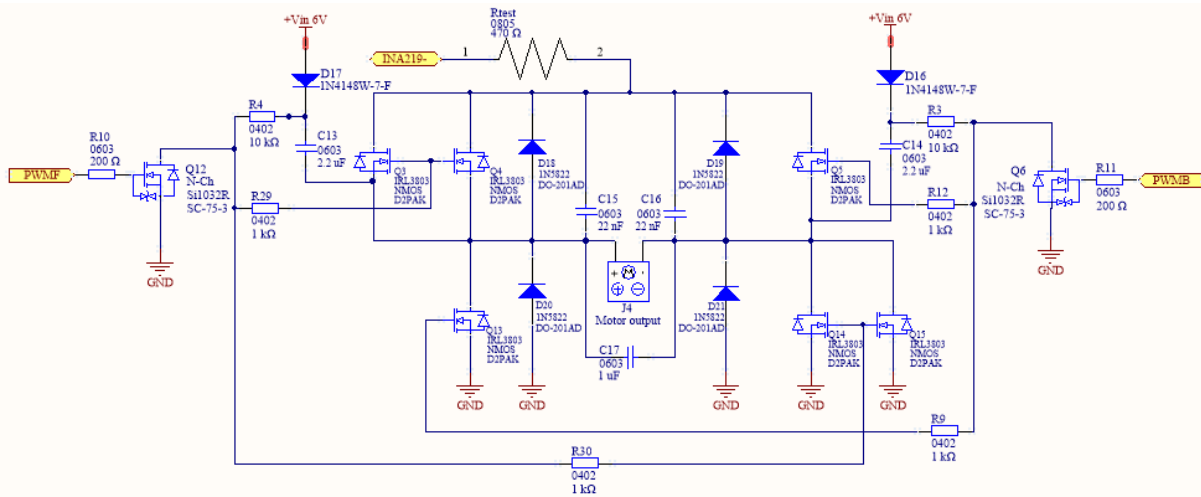 +Vin 6V
D17
1N4148W-7-F
R4
0402
10 kΩ
C13
0603
2.2 uF
R10
0603
200 Ω
PWMF
Q12
N-Ch
Si1032R
SC-75-3
GND
R29
0402
1 kΩ
Rtest
0805
470 Ω
INA219-
1
2
Q3
IRL3803
NMOS
D2PAK
Q4
IRL3803
NMOS
D2PAK
D18
1N5822
DO-201AD
C15
0603
22 nF
C16
0603
22 nF
D19
1N5822
DO-201AD
Q5
IRL3803
NMOS
D2PAK
+Vin 6V
D16
1N4148W-7-F
R3
0402
10 kΩ
C14
0603
2.2 uF
R12
0402
1 kΩ
Q6
N-Ch
Si1032R
SC-75-3
R11
0603
200 Ω
PWMB
GND
Q13
IRL3803
NMOS
D2PAK
GND
D20
1N5822
DO-201AD
GND
+ M -
J4
Motor output
C17
0603
1 uF
D21
1N5822
DO-201AD
GND
Q14
IRL3803
NMOS
D2PAK
GND
Q15
IRL3803
NMOS
D2PAK
GND
R9
0402
1 kΩ
R30
0402
1 kΩ